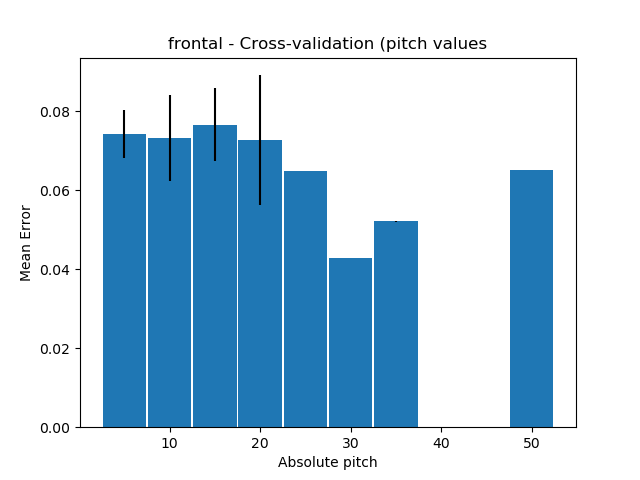 frontal - Cross-validation (pitch values
0.08
0.06
0.04
0.02
0.00
Mean Error
10 20 30 40 50
Absolute pitch